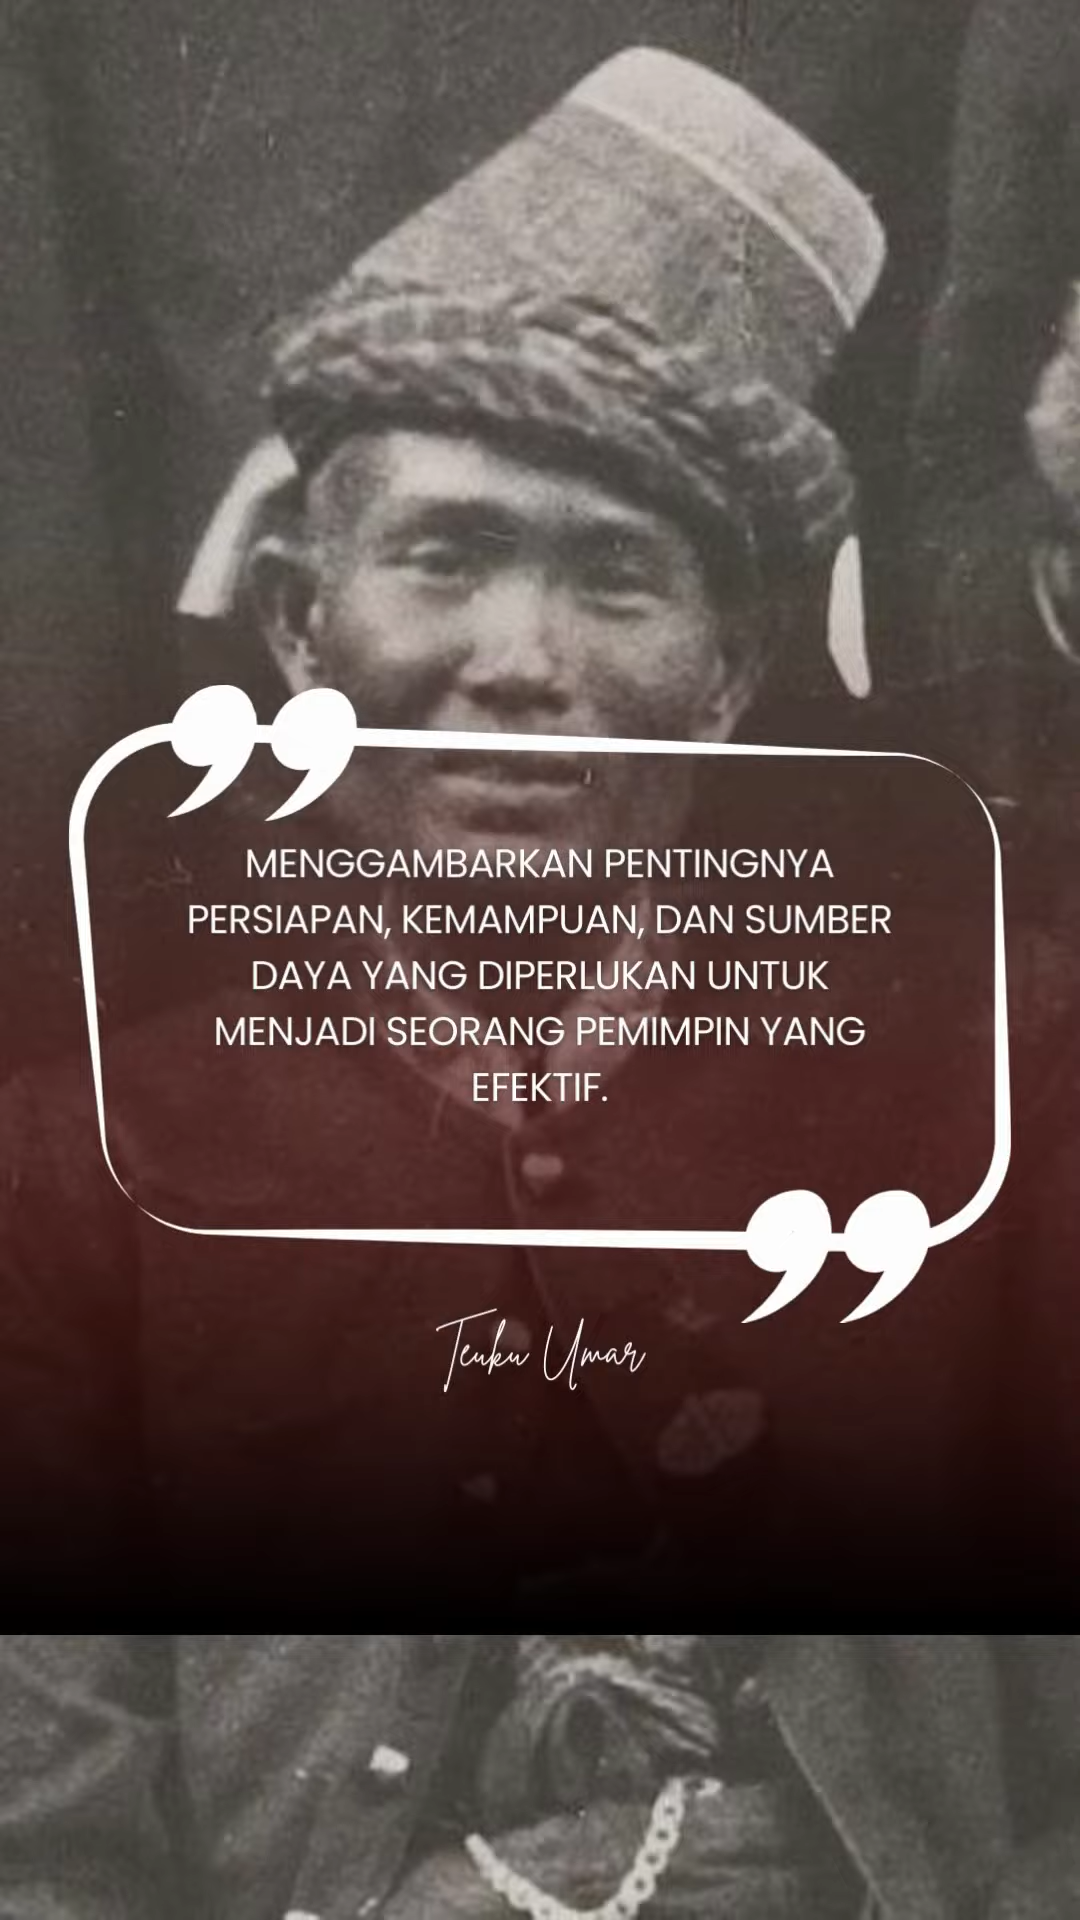 MENGGAMBARKAN PENTINGNYA
PERSIAPAN, KEMAMPUAN, DAN SUMBER
DAYA YANG DIPERLUKAN UNTUK
MENJADI SEORANG PEMIMPIN YANG
EFEKTIF.
Teuku Umar